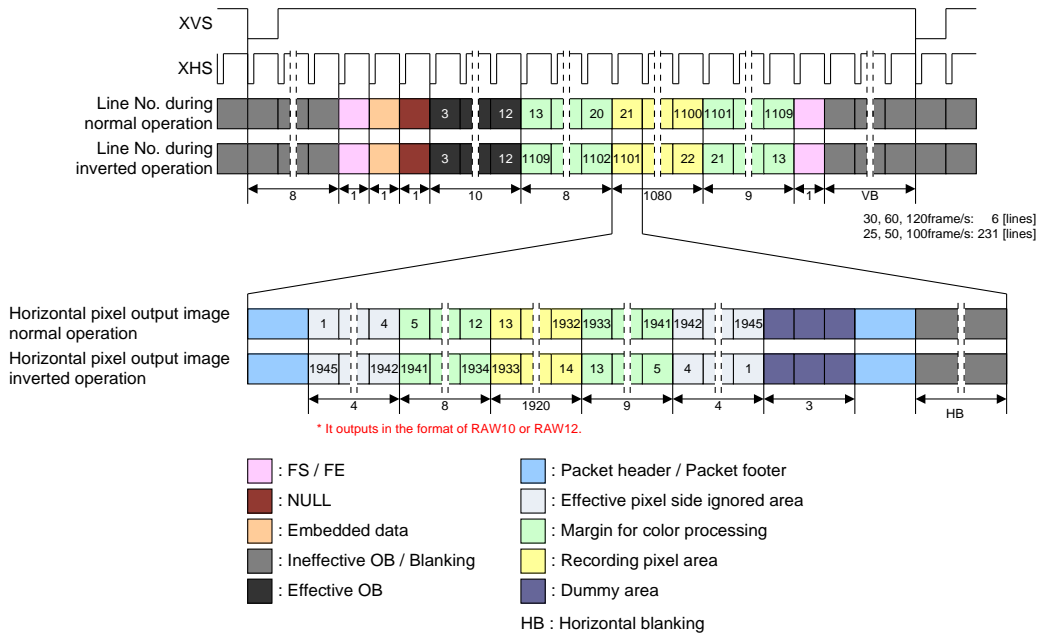 XVS
XHS
Line No. during
normal operation
3 12 13 20 21 1100 1101 1109
Line No. during
inverted operation
3 12 1109 1102 1101 22 21 13
8 1 1 1 10 8 1080 9 1 VB
30, 60, 120frame/s: 6 [lines]
25, 50, 100frame/s: 231 [lines]
Horizontal pixel output image
normal operation
1 4 5 12 13 1932 1933 1941 1942 1945
Horizontal pixel output image
inverted operation
1945 1942 1941 1934 1933 14 13 5 4 1
4 8 1920 9 4 3 HB
* It outputs in the format of RAW10 or RAW12.
: FS / FE
: NULL
: Embedded data
: Ineffective OB / Blanking
: Effective OB
: Packet header / Packet footer
: Effective pixel side ignored area
: Margin for color processing
: Recording pixel area
: Dummy area
HB : Horizontal blanking